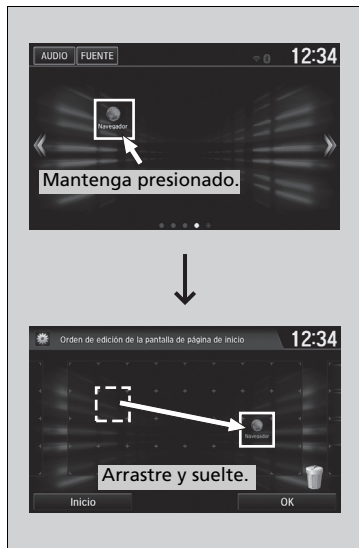 AUDIO FUENTE 12:34
Navegador
Mantenga presionado.
Orden de edición de la pantalla de página de inicio 12:34
Navegador
Arrastre y suelte.
Inicio OK